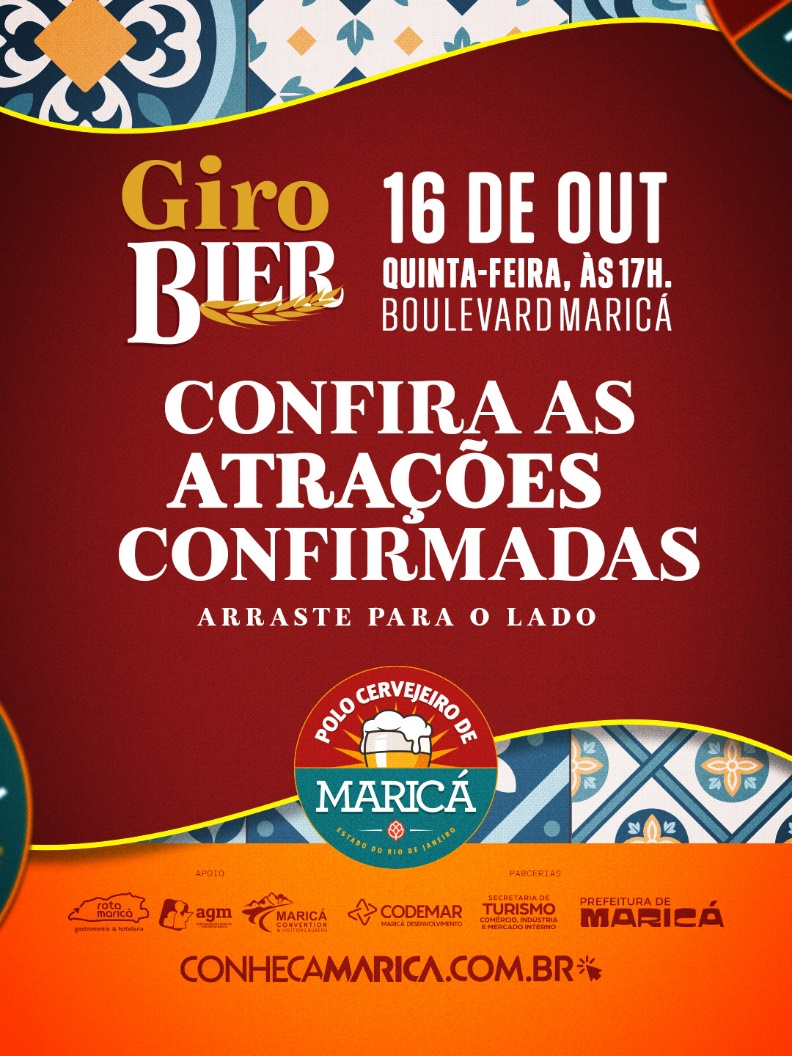 Giro
BIER
16 DE OUT
QUINTA-FEIRA, ÀS 17H.
BOULEVARD MARICÁ
CONFIRA AS
ATRAÇÕES
CONFIRMADAS
ARRASTE PARA O LADO
POLO CERVEJEIRO DE
MARICÁ
ESTADO DO RIO DE JANEIRO
APOIO
PARCERIAS
rota
maricá
gastronomia & hotelaria
agm
MARICÁ
CONVENTION
& VISITORS BUREAU
CODEMAR
MARICÁ DESENVOLVIMENTO
SECRETARIA DE
TURISMO
COMÉRCIO, INDÚSTRIA
E MERCADO INTERNO
PREFEITURA DE
MARICÁ
CONHECAMARICA.COM.BR